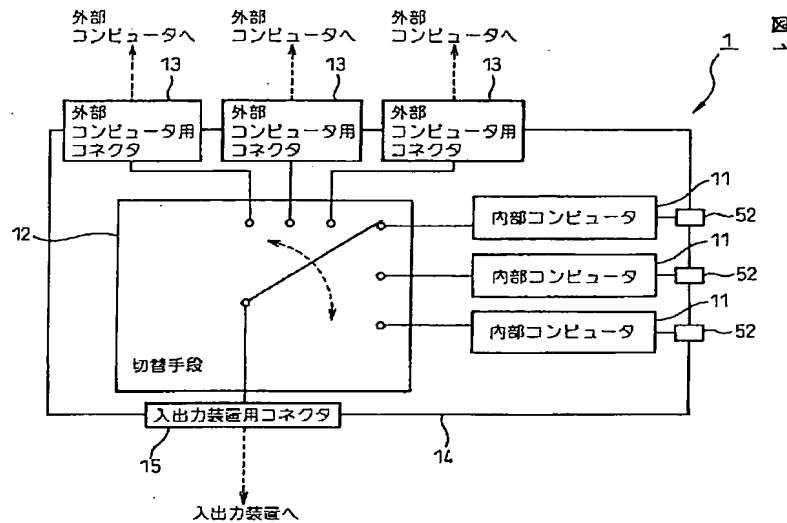 図
1
1
外部
コンピュータへ
外部
コンピュータへ
外部
コンピュータへ
13
13
13
外部
コンピュータ用
コネクタ
外部
コンピュータ用
コネクタ
外部
コンピュータ用
コネクタ
12
11
内部コンピュータ
52
11
内部コンピュータ
52
11
内部コンピュータ
52
切替手段
入出力装置用コネクタ
15
14
入出力装置へ